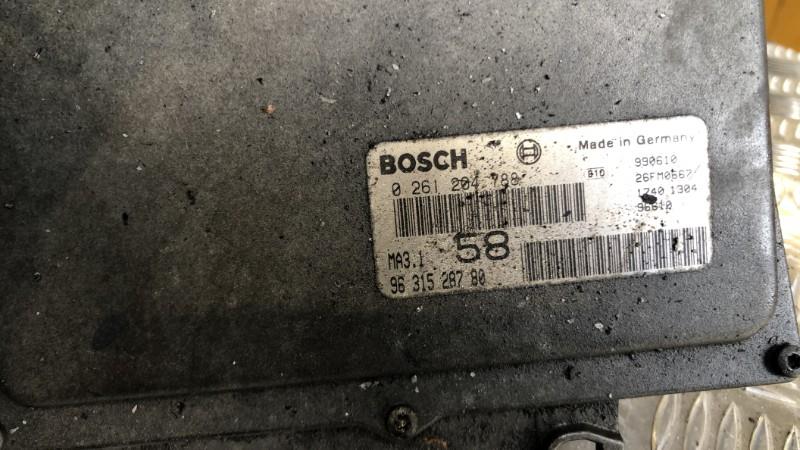 Made in Germany
BOSCH
990610
0 261 204 788
B10
26FM0567
1740 1304
96610
58
MA3.1
96 315 287 80